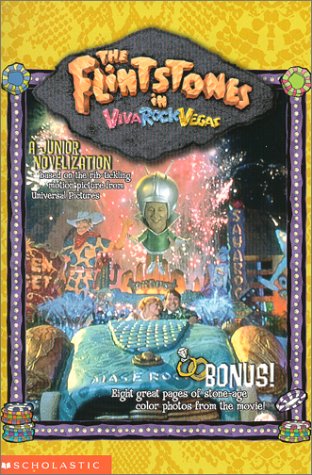 THE
FLINTSTONES
IN
VIVA ROCK VEGAS
A JUNIOR
NOVELIZATION
based on the rib-tickling
motion picture from
Universal Pictures
BONUS!
Eight great pages of stone-age
color photos from the movie!
SCHOLASTIC